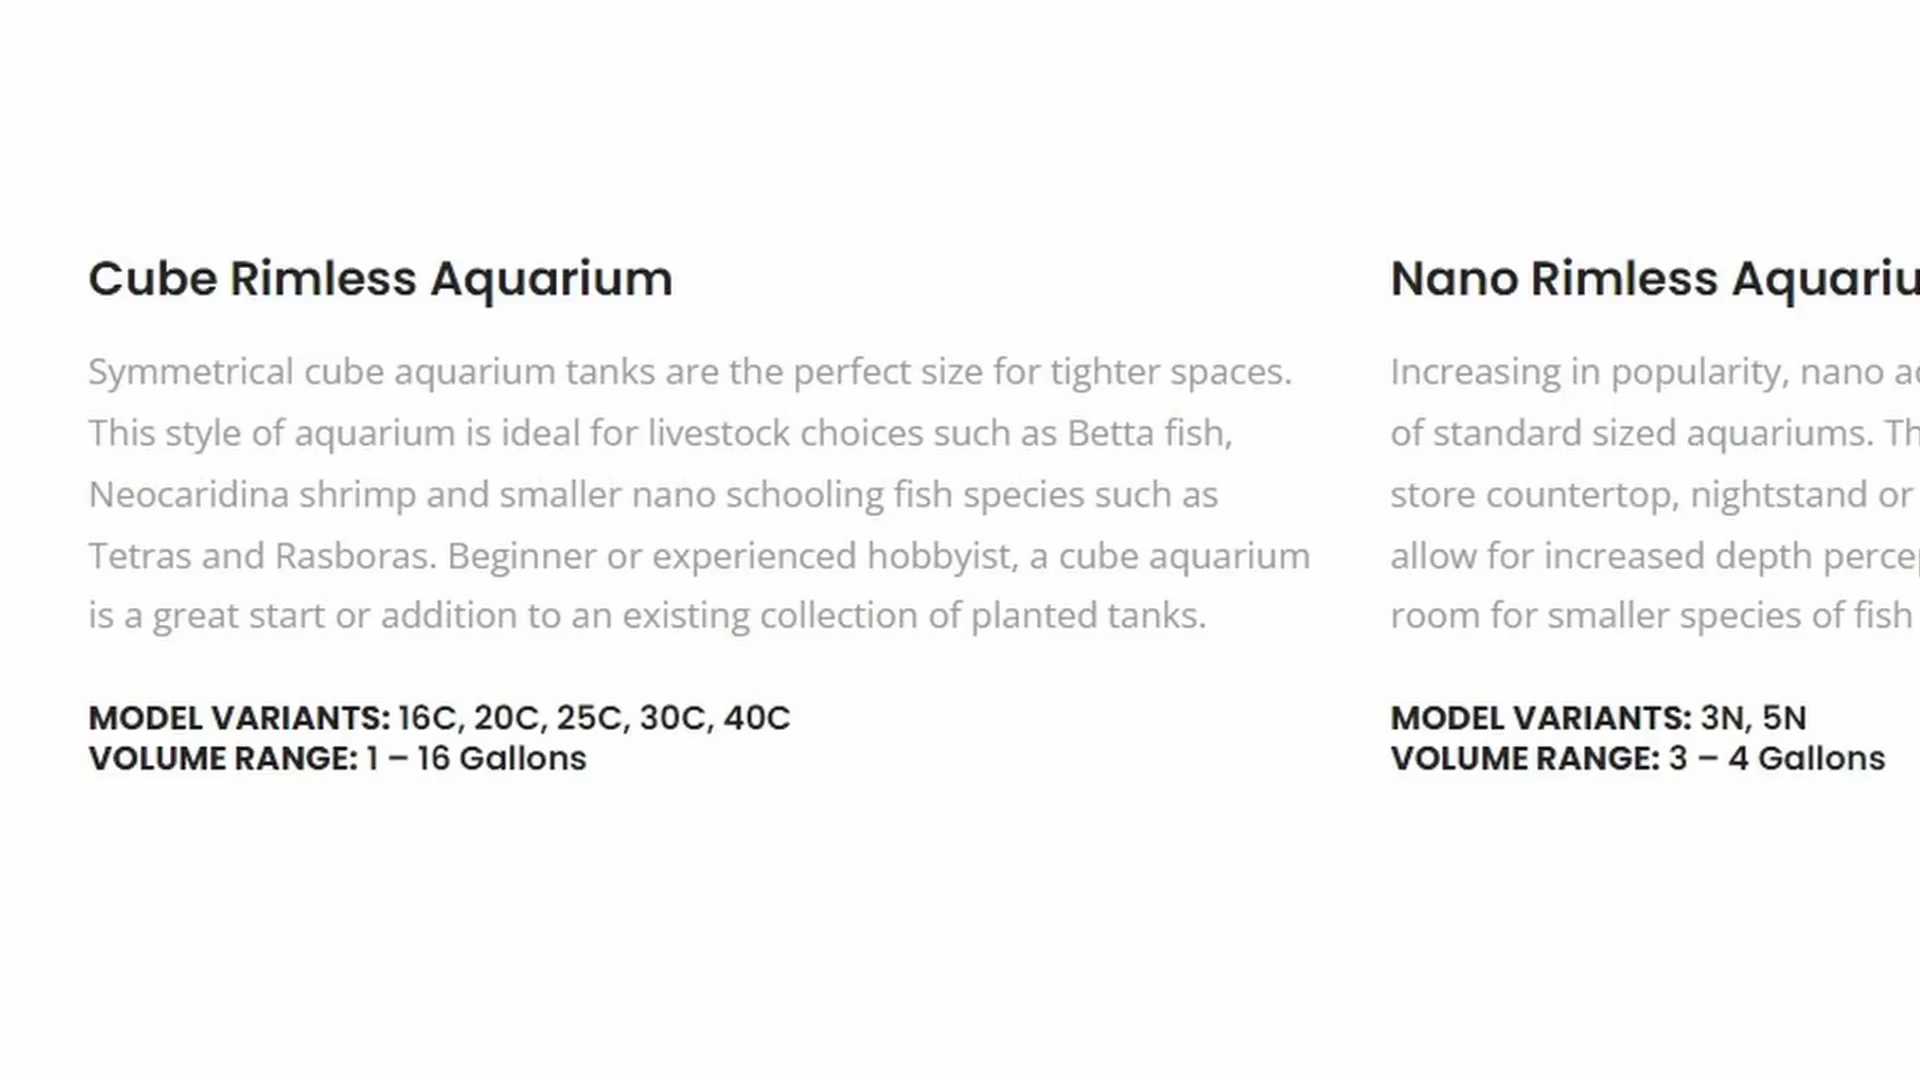 Cube Rimless Aquarium
Symmetrical cube aquarium tanks are the perfect size for tighter spaces.
This style of aquarium is ideal for livestock choices such as Betta fish,
Neocaridina shrimp and smaller nano schooling fish species such as
Tetras and Rasboras. Beginner or experienced hobbyist, a cube aquarium
is a great start or addition to an existing collection of planted tanks.
MODEL VARIANTS: 16C, 20C, 25C, 30C, 40C
VOLUME RANGE: 1 – 16 Gallons
Nano Rimless
Increasing in popularity, nano
of standard sized aquariums.
store countertop, nightstand or
allow for increased depth
room for smaller species of fish
MODEL VARIANTS: 3N, 5N
VOLUME RANGE: 3 – 4 Gallons